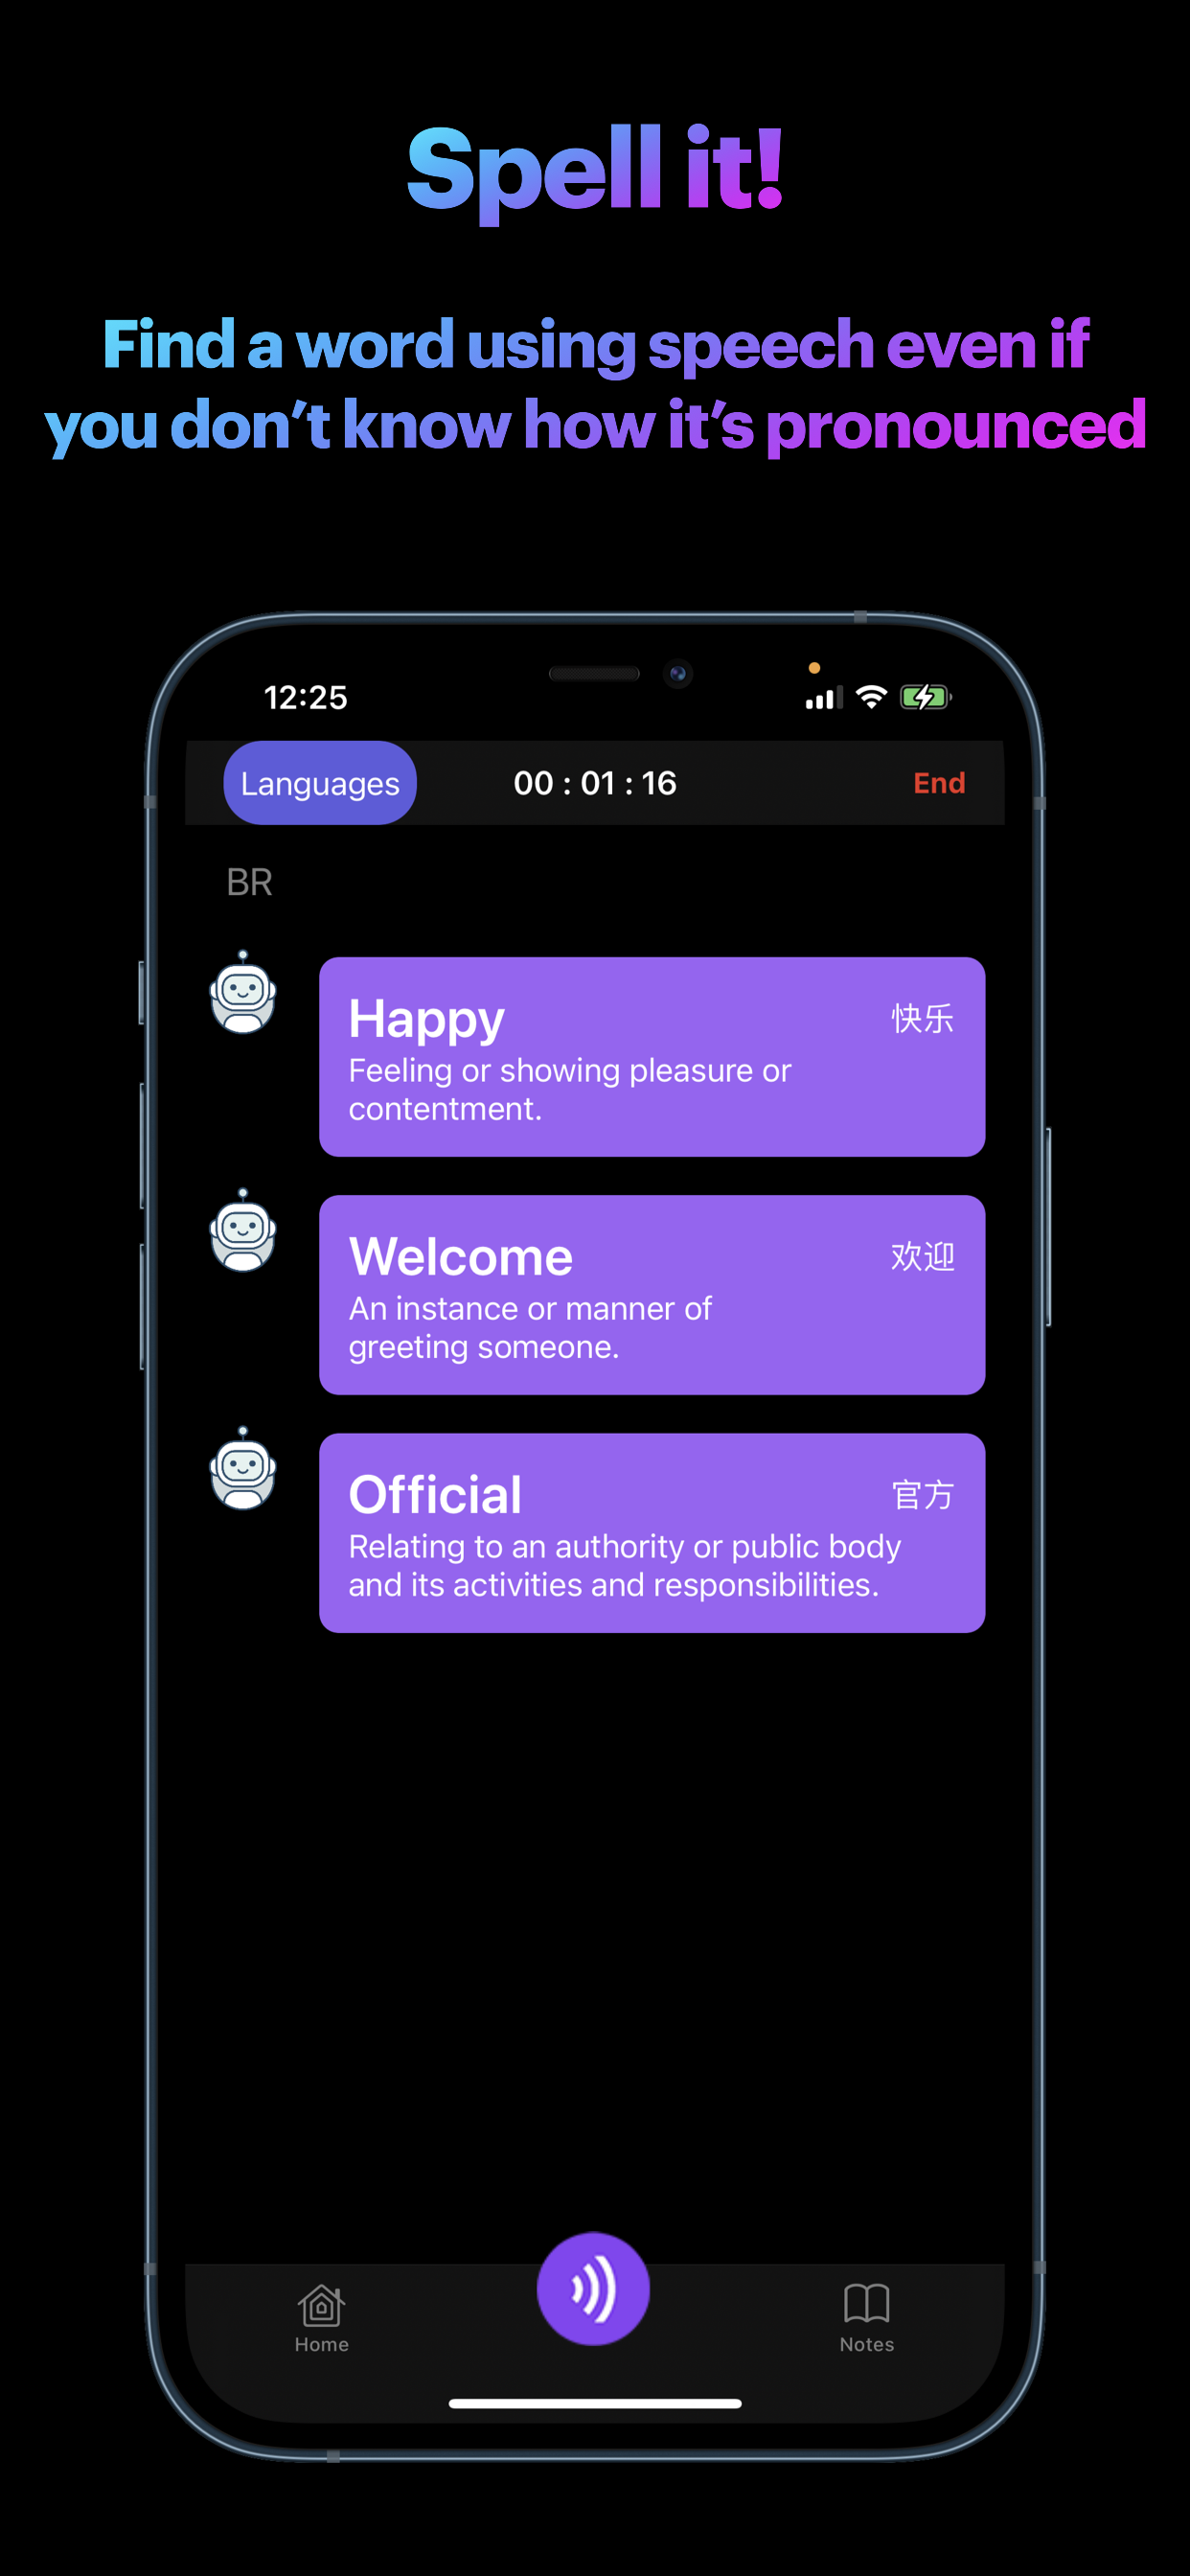 Spell it!
Find a word using speech even if
you don’t know how it’s pronounced
12:25
Languages
00 : 01 : 16
End
BR
Happy
快乐
Feeling or showing pleasure or
contentment.
Welcome
欢迎
An instance or manner of
greeting someone.
Official
官方
Relating to an authority or public body
and its activities and responsibilities.
Home
Notes